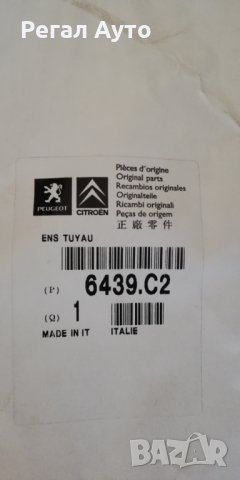 Регал Ауто
Pièces d'origine
Original parts
Recambios originales
Originalteile
Ricambi originali
Peças de origem
正廠零件
PEUGEOT
CITROËN
ENS TUYAU
(P) 6439.C2
(Q) 1
MADE IN IT ITALIE
BAZAR